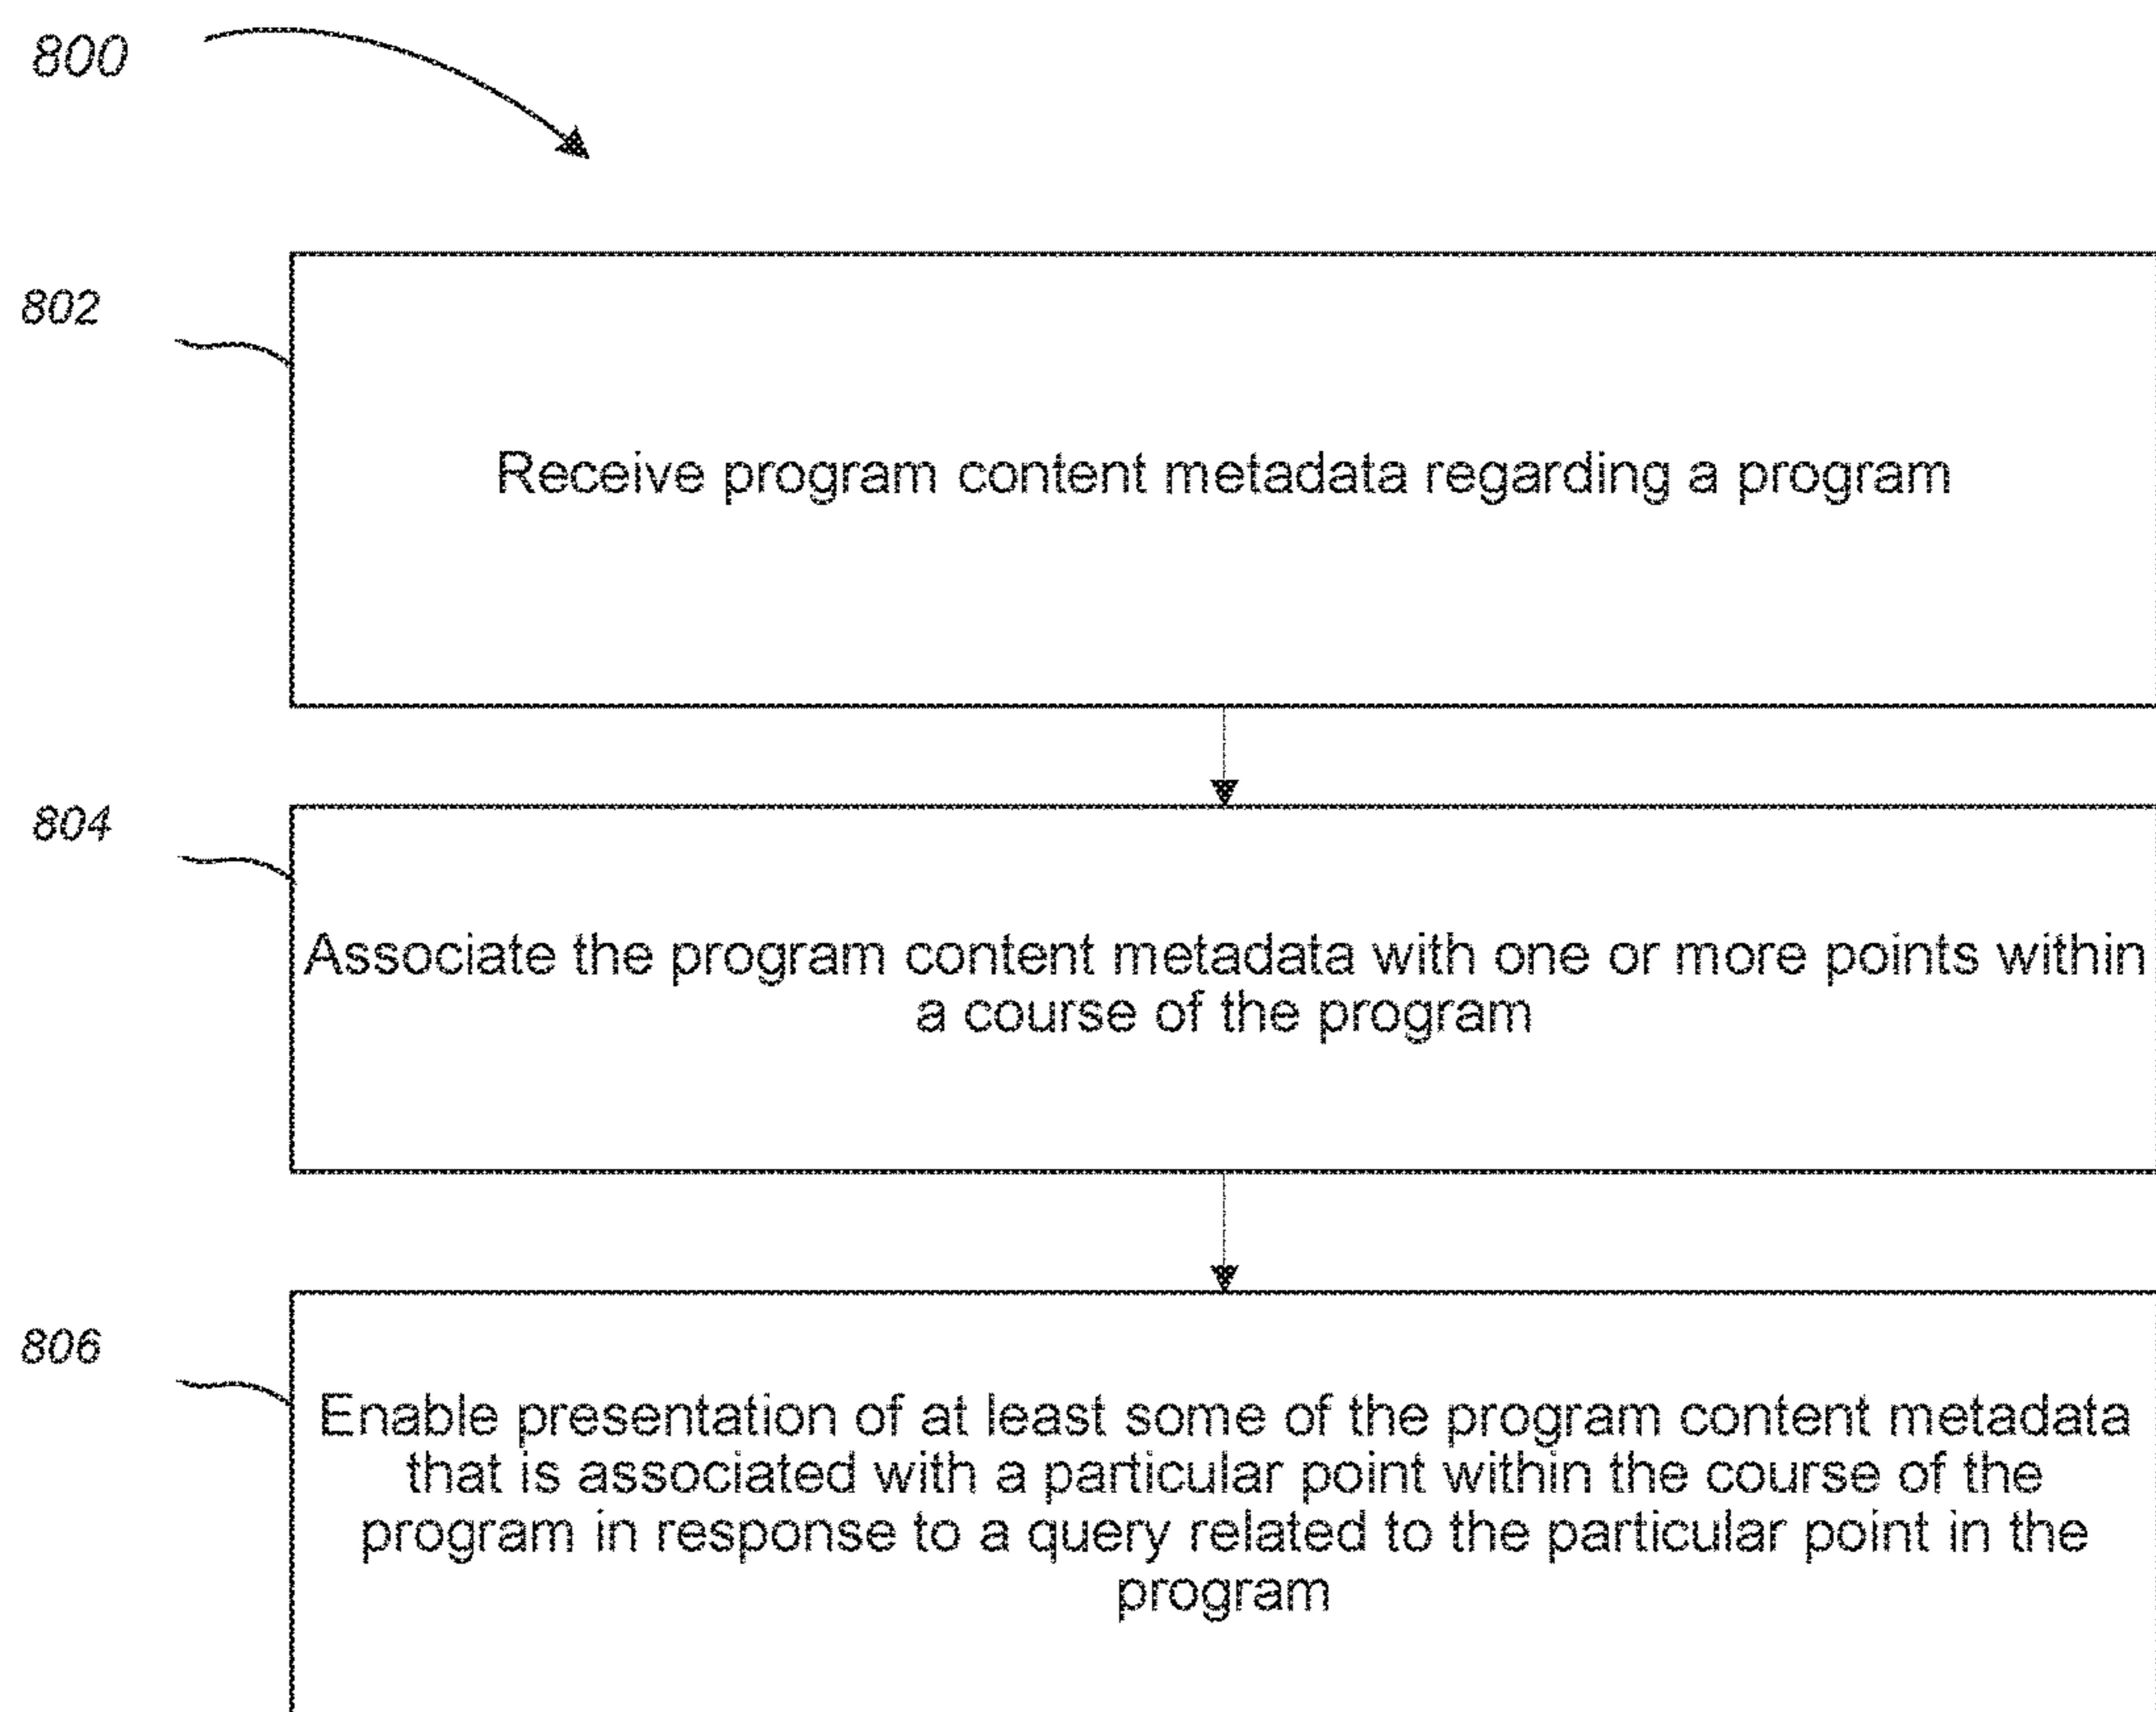 800
802
Receive program content metadata regarding a program
804
Associate the program content metadata with one or more points within
a course of the program
806
Enable presentation of at least some of the program content metadata
that is associated with a particular point within the course of the
program in response to a query related to the particular point in the
program